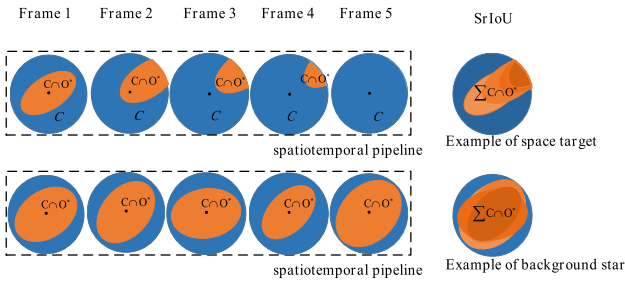 Frame 1 Frame 2 Frame 3 Frame 4 Frame 5 SrIoU
C∩O* C∩O* C∩O* C∩O* ∑C∩O*
C C C C C
spatiotemporal pipeline Example of space target
C∩O* C∩O* C∩O* C∩O* C∩O* ∑C∩O*
spatiotemporal pipeline Example of background star